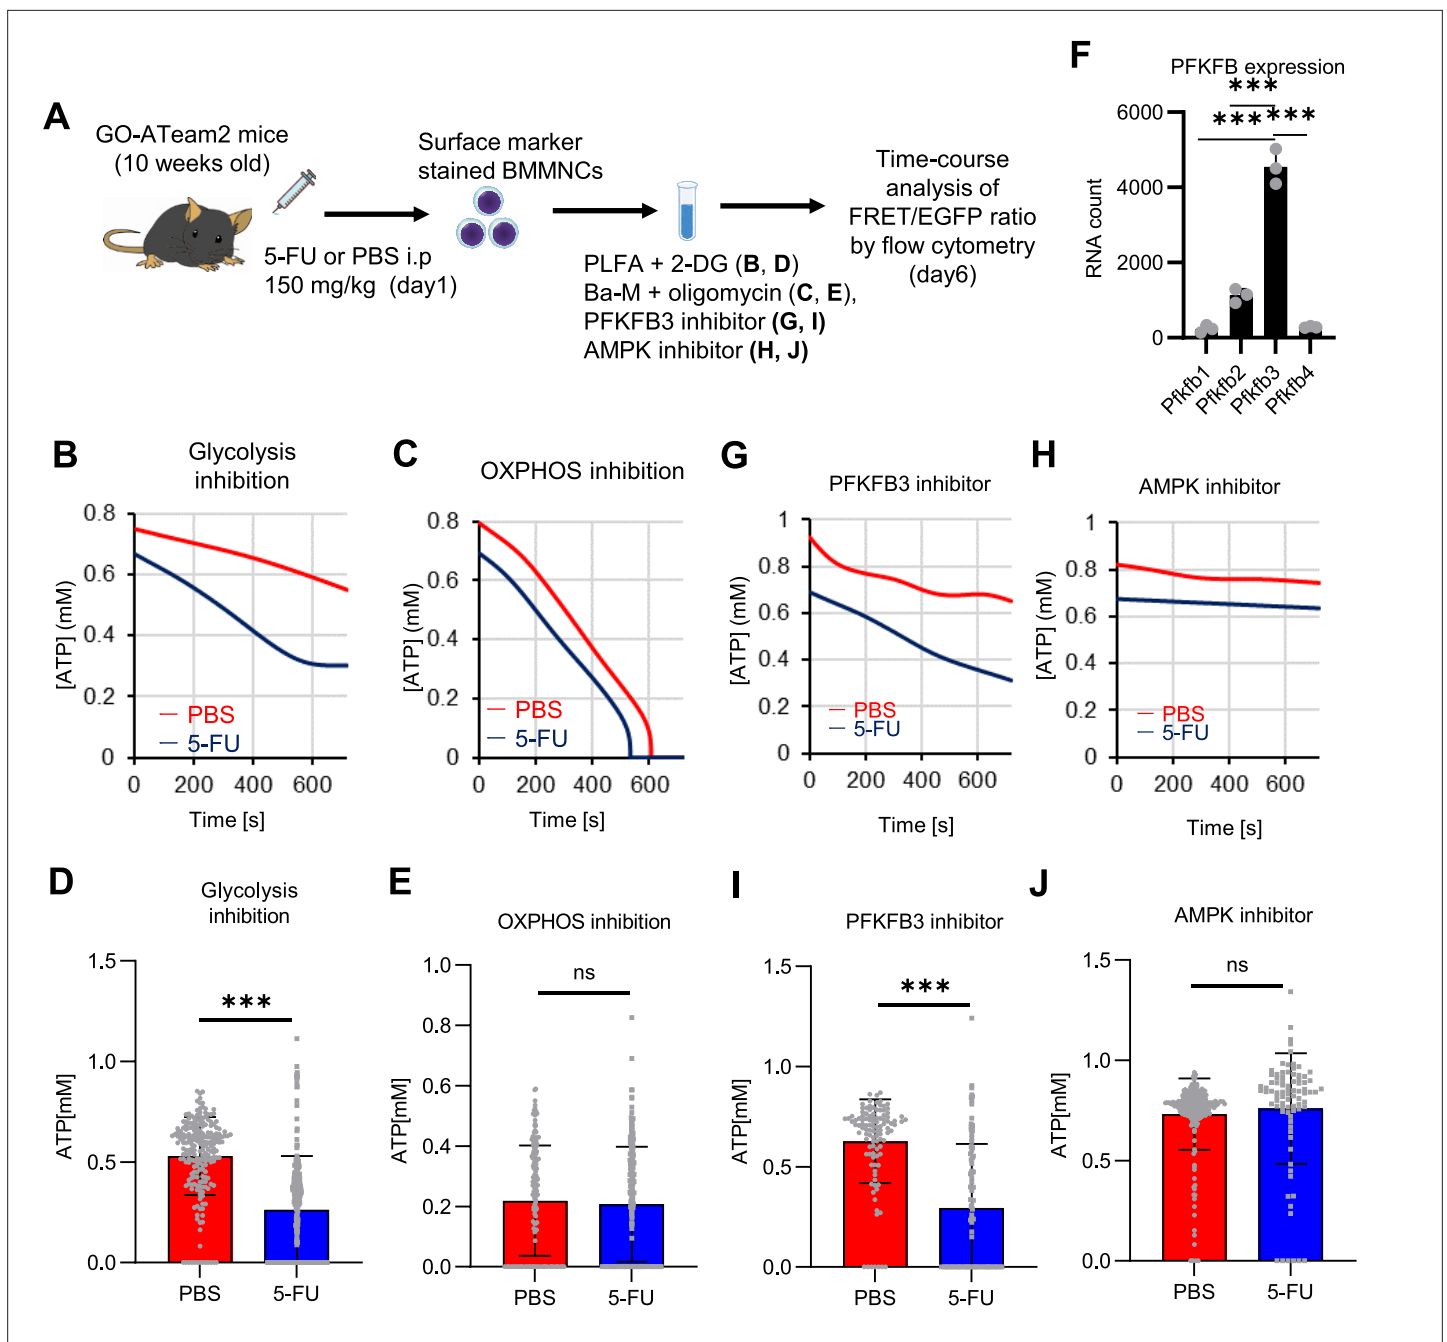 A
GO-ATeam2 mice
(10 weeks old)
5-FU or PBS i.p
150 mg/kg (day1)
Surface marker
stained BMMNCs
PLFA + 2-DG (B, D)
Ba-M + oligomycin (C, E),
PFKFB3 inhibitor (G, I)
AMPK inhibitor (H, J)
Time-course
analysis of
FRET/EGFP ratio
by flow cytometry
(day6)
F
PFKFB expression
***
*** ***
RNA count
6000
4000
2000
0
Pfkfb1
Pfkfb2
Pfkfb3
Pfkfb4
B
Glycolysis
inhibition
[ATP] (mM)
0.8
0.6
0.4
0.2
0
PBS
5-FU
0 200 400 600
Time [s]
C
OXPHOS inhibition
[ATP] (mM)
0.8
0.6
0.4
0.2
0
PBS
5-FU
0 200 400 600
Time [s]
G
PFKFB3 inhibitor
[ATP] (mM)
1
0.8
0.6
0.4
0.2
0
PBS
5-FU
0 200 400 600
Time [s]
H
AMPK inhibitor
[ATP] (mM)
1
0.8
0.6
0.4
0.2
0
PBS
5-FU
0 200 400 600
Time [s]
D
Glycolysis
inhibition
***
ATP[mM]
1.5
1.0
0.5
0.0
PBS 5-FU
E
OXPHOS inhibition
ns
ATP[mM]
1.0
0.8
0.6
0.4
0.2
0.0
PBS 5-FU
I
PFKFB3 inhibitor
***
ATP[mM]
1.5
1.0
0.5
0.0
PBS 5-FU
J
AMPK inhibitor
ns
ATP[mM]
1.5
1.0
0.5
0.0
PBS 5-FU